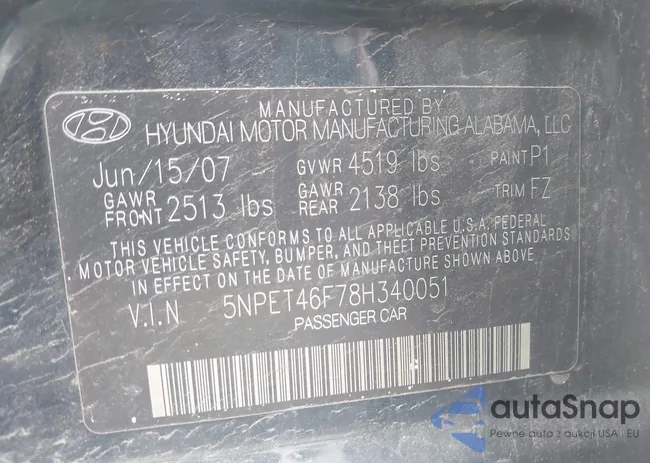 MANUFACTURED BY
HYUNDAI MOTOR MANUFACTURING ALABAMA, LLC
Jun/15/07 GVWR 4519 lbs PAINT P1
GAWR FRONT 2513 lbs GAWR REAR 2138 lbs TRIM FZ
THIS VEHICLE CONFORMS TO ALL APPLICABLE U.S.A. FEDERAL
MOTOR VEHICLE SAFETY, BUMPER, AND THEFT PREVENTION STANDARDS
IN EFFECT ON THE DATE OF MANUFACTURE SHOWN ABOVE.
V.I.N 5NPET46F78H340051
PASSENGER CAR
autaSnap
Pewne auta z aukcji USA i EU